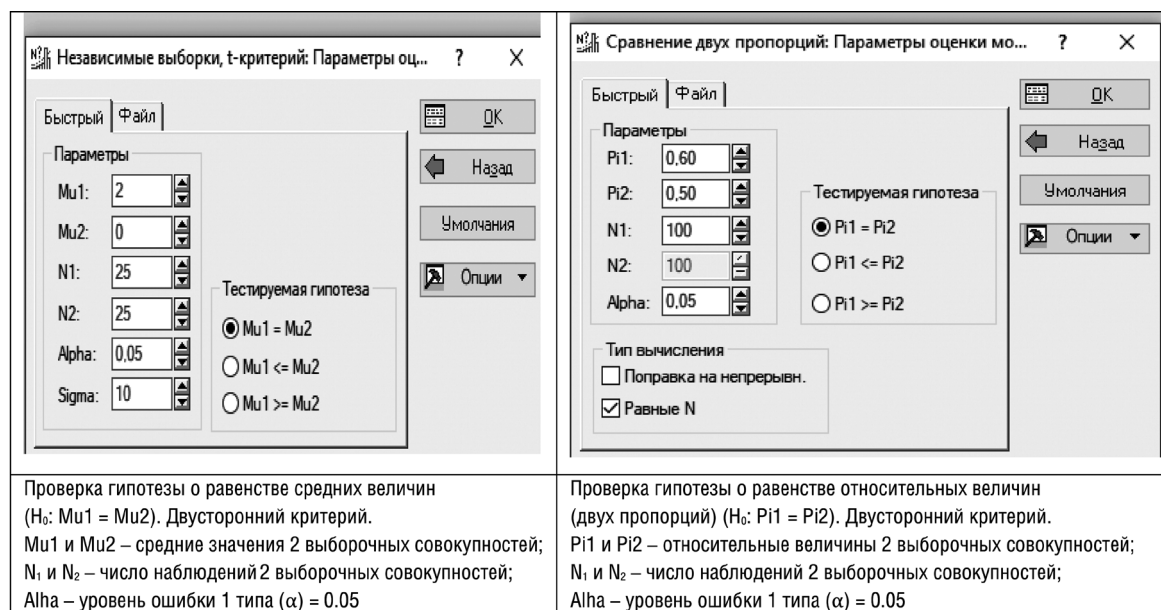 Независимые выборки, t-критерий: Параметры оц... ? X
Быстрый Файл
Параметры
Mu1: 2
Mu2: 0
N1: 25
N2: 25
Alpha: 0,05
Sigma: 10
Тестируемая гипотеза
Mu1 = Mu2
Mu1 <= Mu2
Mu1 >= Mu2
OK
Назад
Умолчания
Опции
Проверка гипотезы о равестве средних величин
(H₀: Mu1 = Mu2). Двусторонний критерий.
Mu1 и Mu2 – средние значения 2 выборочных совокупностей;
N₁ и N₂ – число наблюдений 2 выборочных совокупностей;
Alha – уровень ошибки 1 типа (α) = 0.05
Сравнение двух пропорций: Параметры оценки мо... ? X
Быстрый Файл
Параметры
Pi1: 0,60
Pi2: 0,50
N1: 100
N2: 100
Alpha: 0,05
Тестируемая гипотеза
Pi1 = Pi2
Pi1 <= Pi2
Pi1 >= Pi2
Тип вычисления
Поправка на непрерывн.
Равные N
OK
Назад
Умолчания
Опции
Проверка гипотезы о равенстве относительных величин
(двух пропорций) (H₀: Pi1 = Pi2). Двусторонний критерий.
Pi1 и Pi2 – относительные величины 2 выборочных совокупностей;
N₁ и N₂ – число наблюдений 2 выборочных совокупностей;
Alha – уровень ошибки 1 типа (α) = 0.05